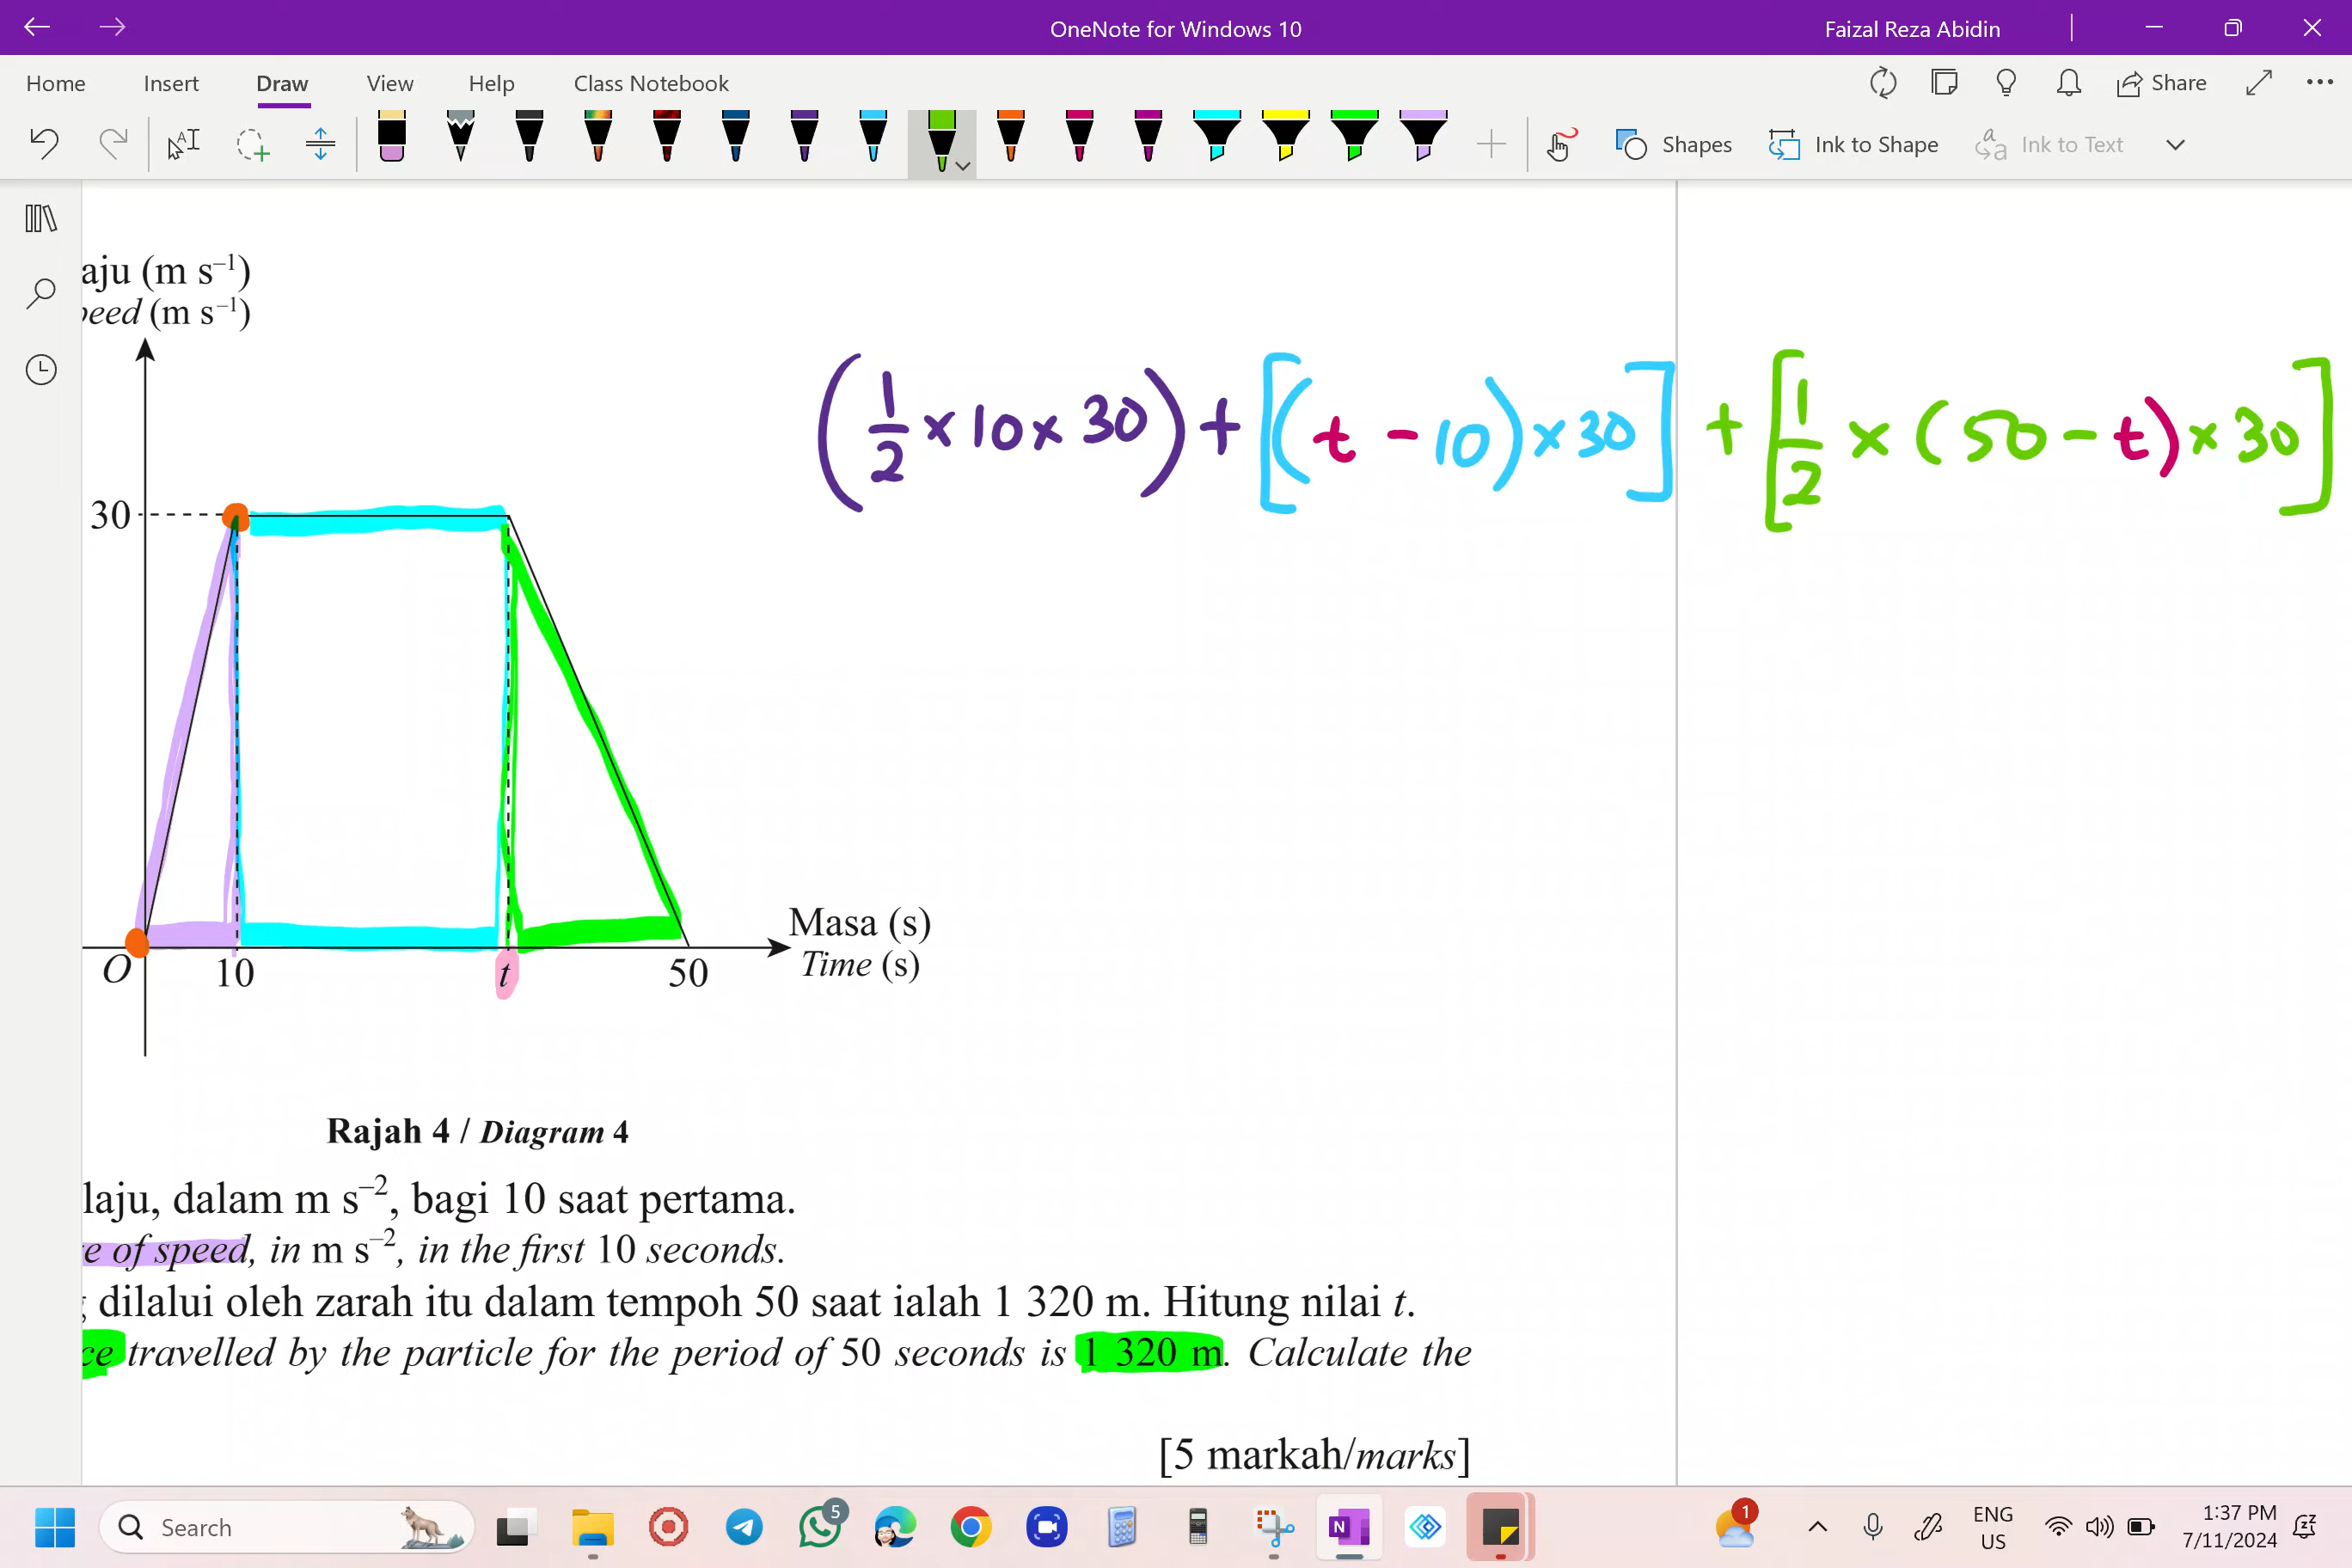 OneNote for Windows 10
Faizal Reza Abidin
Home Insert Draw View Help Class Notebook Share
Shapes Ink to Shape Ink to Text
aju (m s⁻¹)
peed (m s⁻¹)
(1/2 × 10 × 30) + [(t − 10) × 30] + [1/2 × (50 − t) × 30]
30
Masa (s)
Time (s)
O 10 t 50
Rajah 4 / Diagram 4
laju, dalam m s⁻², bagi 10 saat pertama.
e of speed, in m s⁻², in the first 10 seconds.
g dilalui oleh zarah itu dalam tempoh 50 saat ialah 1 320 m. Hitung nilai t.
ce travelled by the particle for the period of 50 seconds is 1 320 m. Calculate the
[5 markah/marks]
Search
5
N
1
ENG
US
1:37 PM
7/11/2024